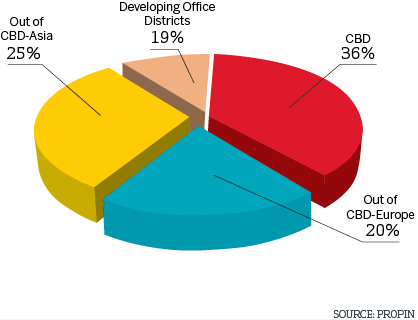 Developing Office
Districts
19%
Out of
CBD-Asia
25%
CBD
36%
Out of
CBD-Europe
20%
SOURCE: PROPIN